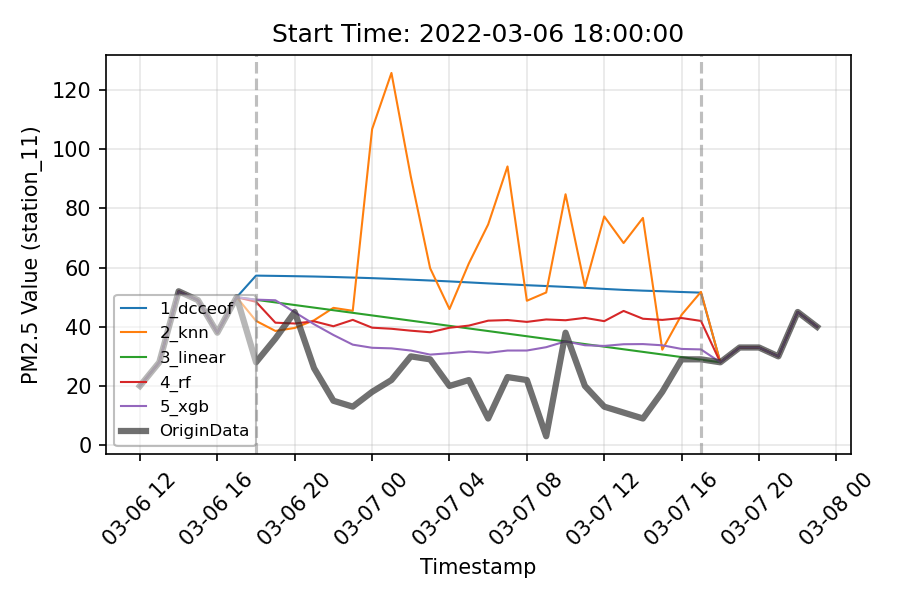 Start Time: 2022-03-06 18:00:00
PM2.5 Value (station_11)
120
100
80
60
40
20
0
1_dcceof
2_knn
3_linear
4_rf
5_xgb
OriginData
03-06 12
03-06 16
03-06 20
03-07 00
03-07 04
03-07 08
03-07 12
03-07 16
03-07 20
03-08 00
Timestamp